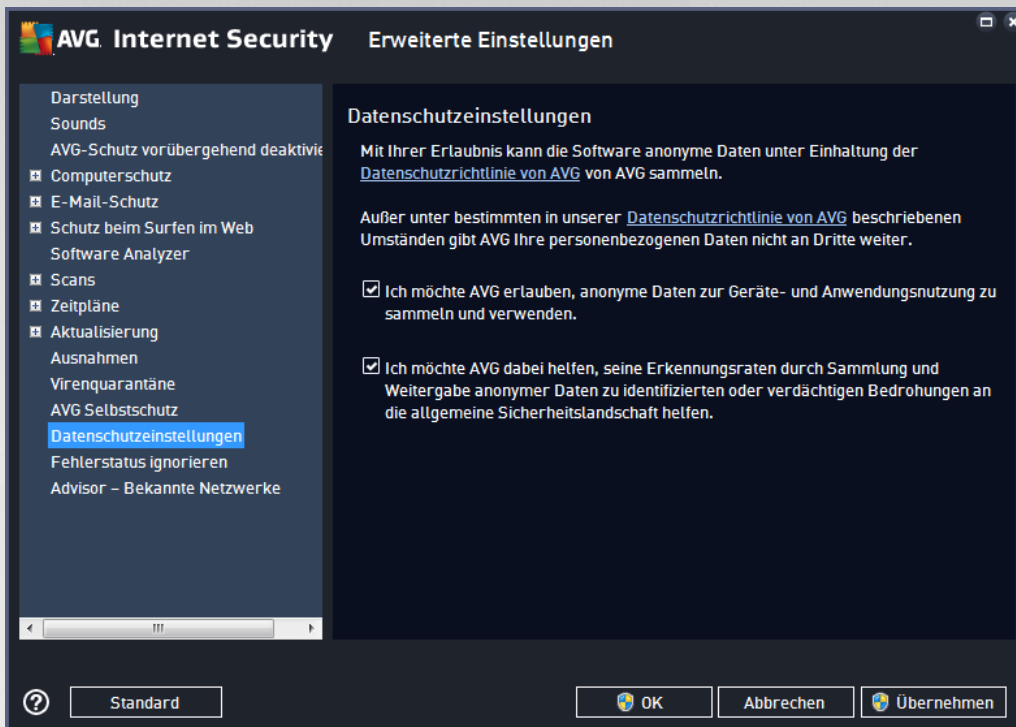 AVG Internet Security Erweiterte Einstellungen
Darstellung
Sounds
AVG-Schutz vorübergehend deaktivie
Computerschutz
E-Mail-Schutz
Schutz beim Surfen im Web
Software Analyzer
Scans
Zeitpläne
Aktualisierung
Ausnahmen
Virenquarantäne
AVG Selbstschutz
Datenschutzeinstellungen
Fehlerstatus ignorieren
Advisor – Bekannte Netzwerke
Datenschutzeinstellungen
Mit Ihrer Erlaubnis kann die Software anonyme Daten unter Einhaltung der
Datenschutzrichtlinie von AVG von AVG sammeln.
Außer unter bestimmten in unserer Datenschutzrichtlinie von AVG beschriebenen
Umständen gibt AVG Ihre personenbezogenen Daten nicht an Dritte weiter.
Ich möchte AVG erlauben, anonyme Daten zur Geräte- und Anwendungsnutzung zu
sammeln und verwenden.
Ich möchte AVG dabei helfen, seine Erkennungsraten durch Sammlung und
Weitergabe anonymer Daten zu identifizierten oder verdächtigen Bedrohungen an
die allgemeine Sicherheitslandschaft helfen.
? Standard OK Abbrechen Übernehmen